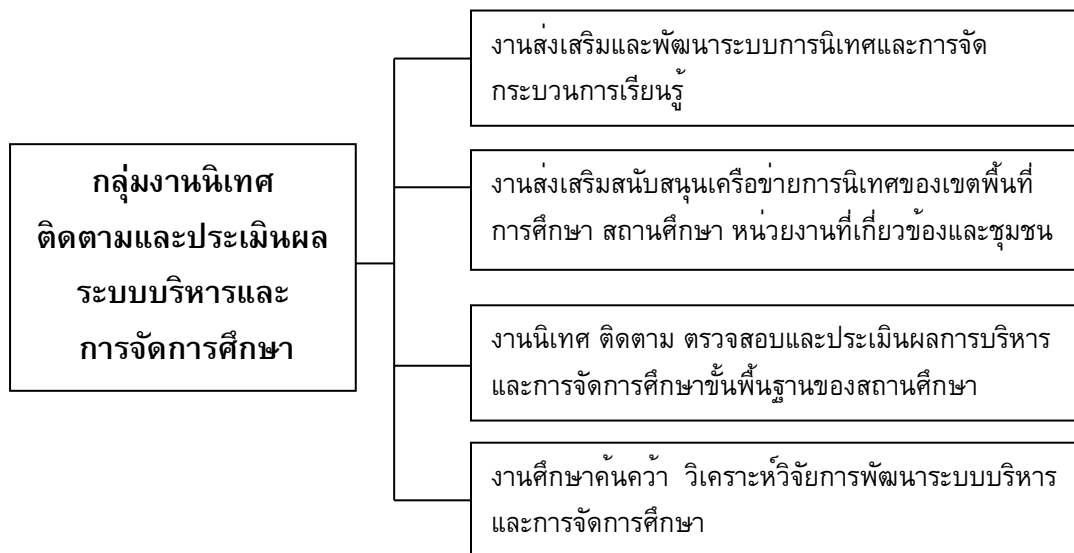 กลุ่มงานนิเทศ
ติดตามและประเมินผล
ระบบบริหารและ
การจัดการศึกษา
งานส่งเสริมและพัฒนาระบบการนิเทศและการจัด
กระบวนการเรียนรู้
งานส่งเสริมสนับสนุนเครือข่ายการนิเทศของเขตพื้นที่
การศึกษา สถานศึกษา หน่วยงานที่เกี่ยวข้องและชุมชน
งานนิเทศ ติดตาม ตรวจสอบและประเมินผลการบริหาร
และการจัดการศึกษาขั้นพื้นฐานของสถานศึกษา
งานศึกษาค้นคว้า วิเคราะห์วิจัยการพัฒนาระบบบริหาร
และการจัดการศึกษา